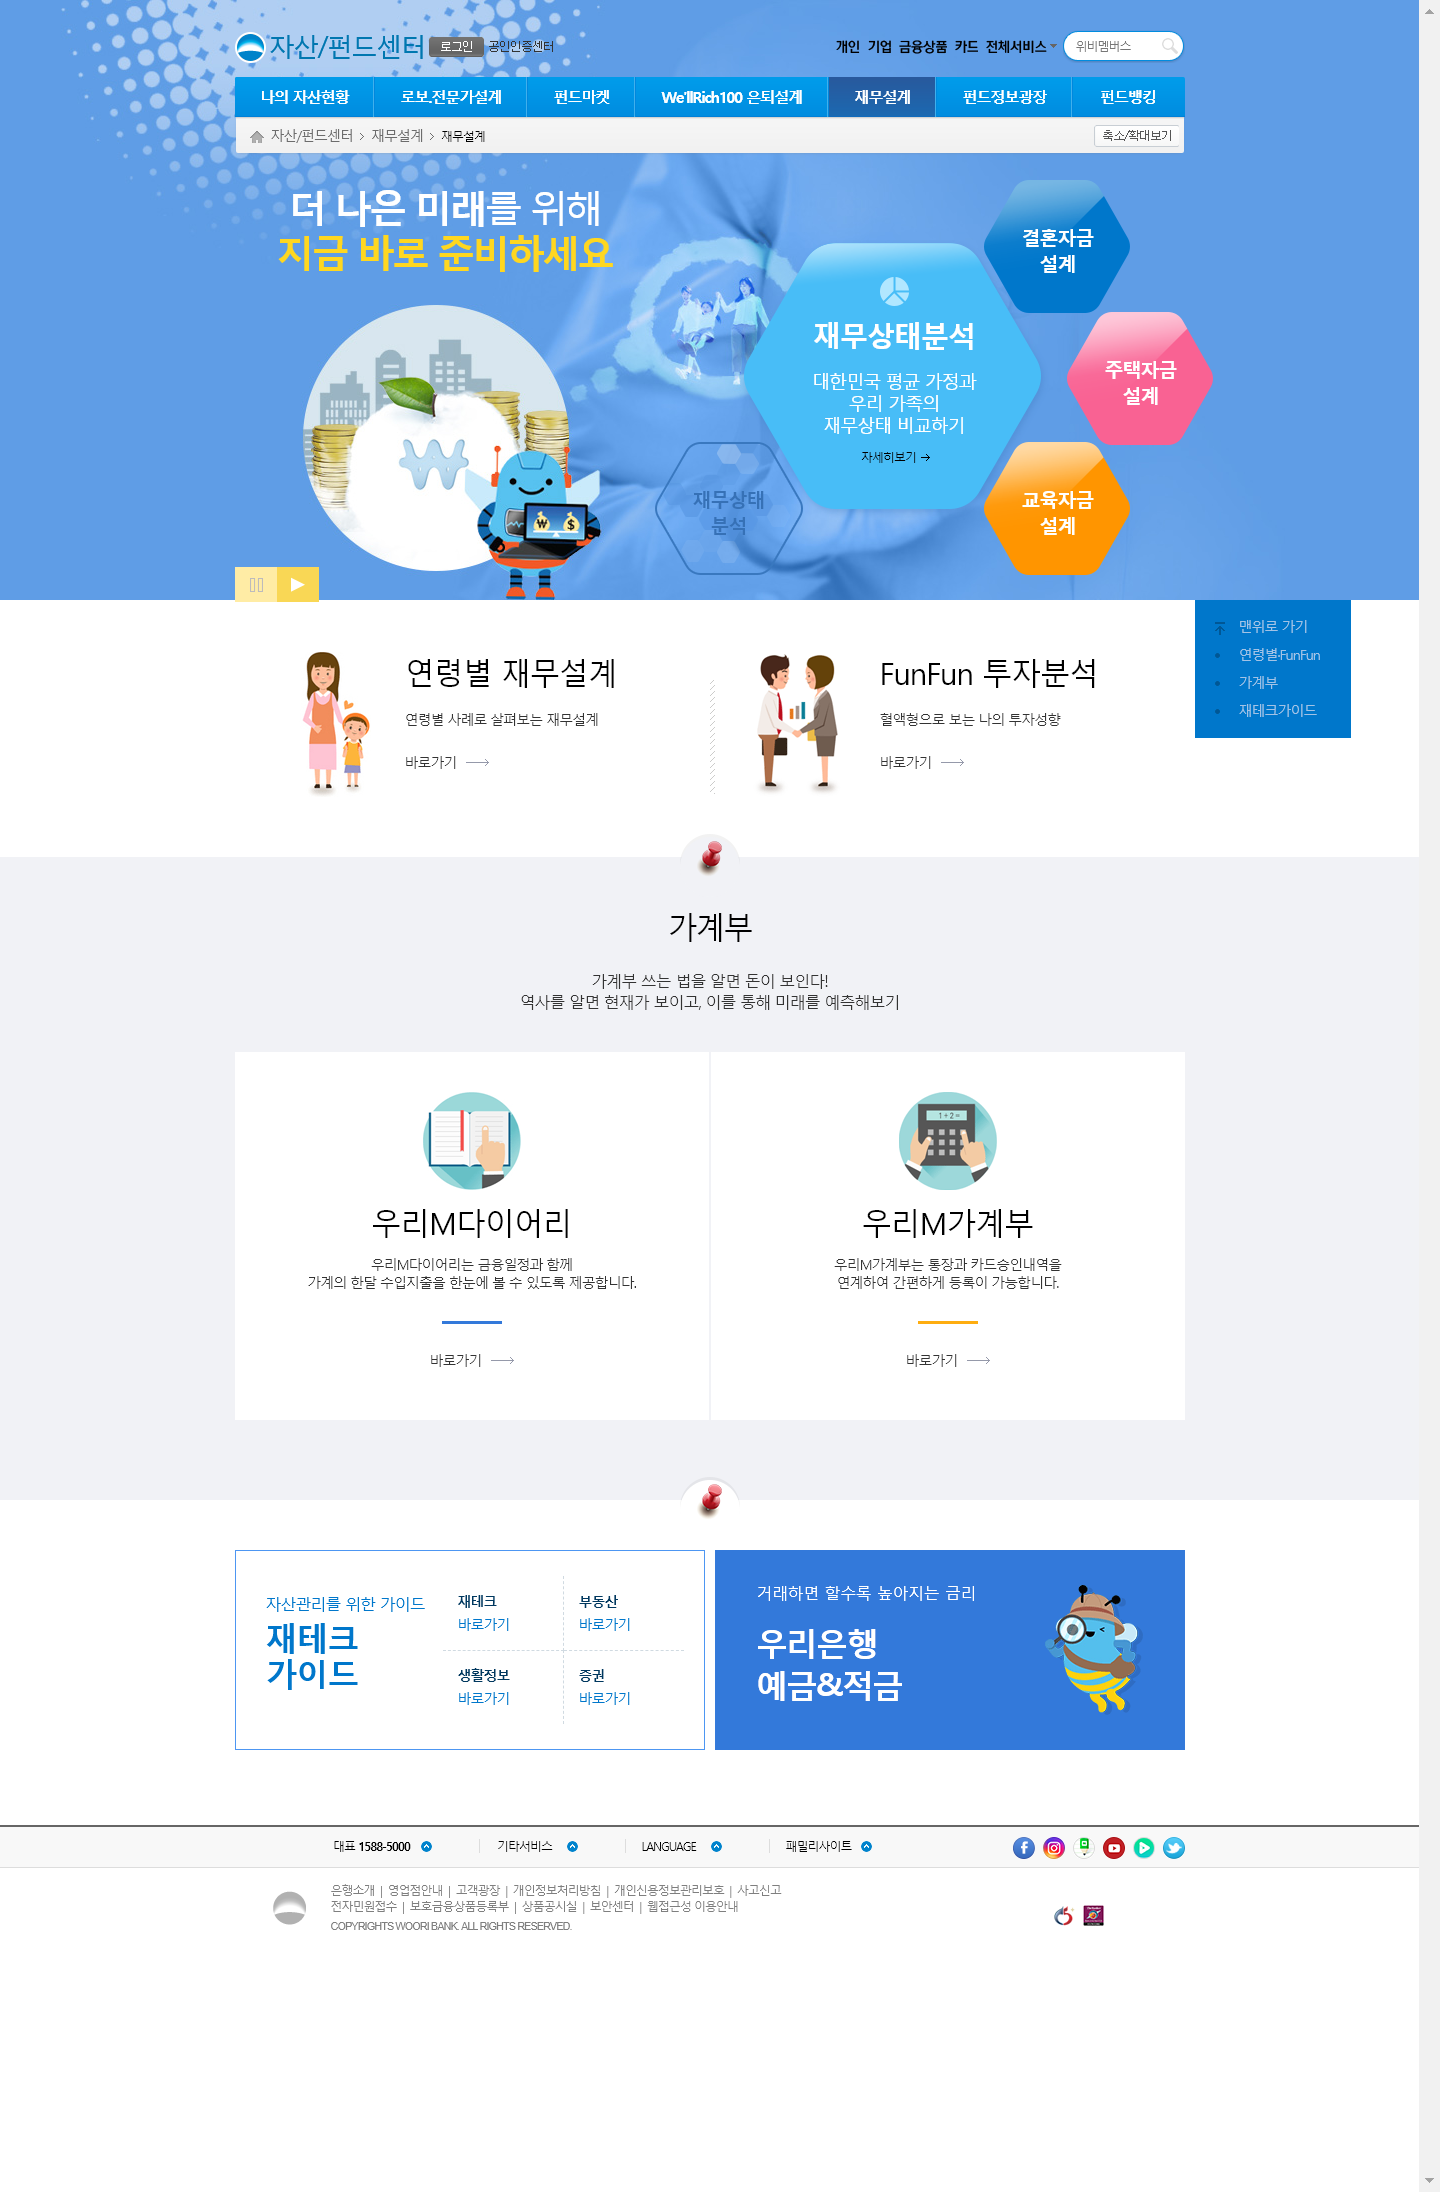 자산/펀드센터 로그인 공인인증센터
개인 기업 금융상품 카드 전체서비스 위비멤버스
나의 자산현황 로보.전문가설계 펀드마켓 We'llRich100 은퇴설계 재무설계 펀드정보광장 펀드뱅킹
자산/펀드센터 > 재무설계 > 재무설계 축소/확대보기
더 나은 미래를 위해
지금 바로 준비하세요
결혼자금
설계
재무상태분석
대한민국 평균 가정과
우리 가족의
재무상태 비교하기
자세히보기 →
주택자금
설계
재무상태
분석
교육자금
설계
맨위로 가기
연령별·FunFun
가계부
재테크가이드
연령별 재무설계
연령별 사례로 살펴보는 재무설계
바로가기
FunFun 투자분석
혈액형으로 보는 나의 투자성향
바로가기
가계부
가계부 쓰는 법을 알면 돈이 보인다!
역사를 알면 현재가 보이고, 이를 통해 미래를 예측해보기
1+2=
우리M다이어리
우리M다이어리는 금융일정과 함께
가계의 한달 수입지출을 한눈에 볼 수 있도록 제공합니다.
바로가기
우리M가계부
우리M가계부는 통장과 카드승인내역을
연계하여 간편하게 등록이 가능합니다.
바로가기
자산관리를 위한 가이드
재테크
가이드
재테크
바로가기
부동산
바로가기
생활정보
바로가기
증권
바로가기
거래하면 할수록 높아지는 금리
우리은행
예금&적금
대표 1588-5000 기타서비스 LANGUAGE 패밀리사이트
은행소개 | 영업점안내 | 고객광장 | 개인정보처리방침 | 개인신용정보관리보호 | 사고신고
전자민원접수 | 보호금융상품등록부 | 상품공시실 | 보안센터 | 웹접근성 이용안내
COPYRIGHTS WOORI BANK. ALL RIGHTS RESERVED.